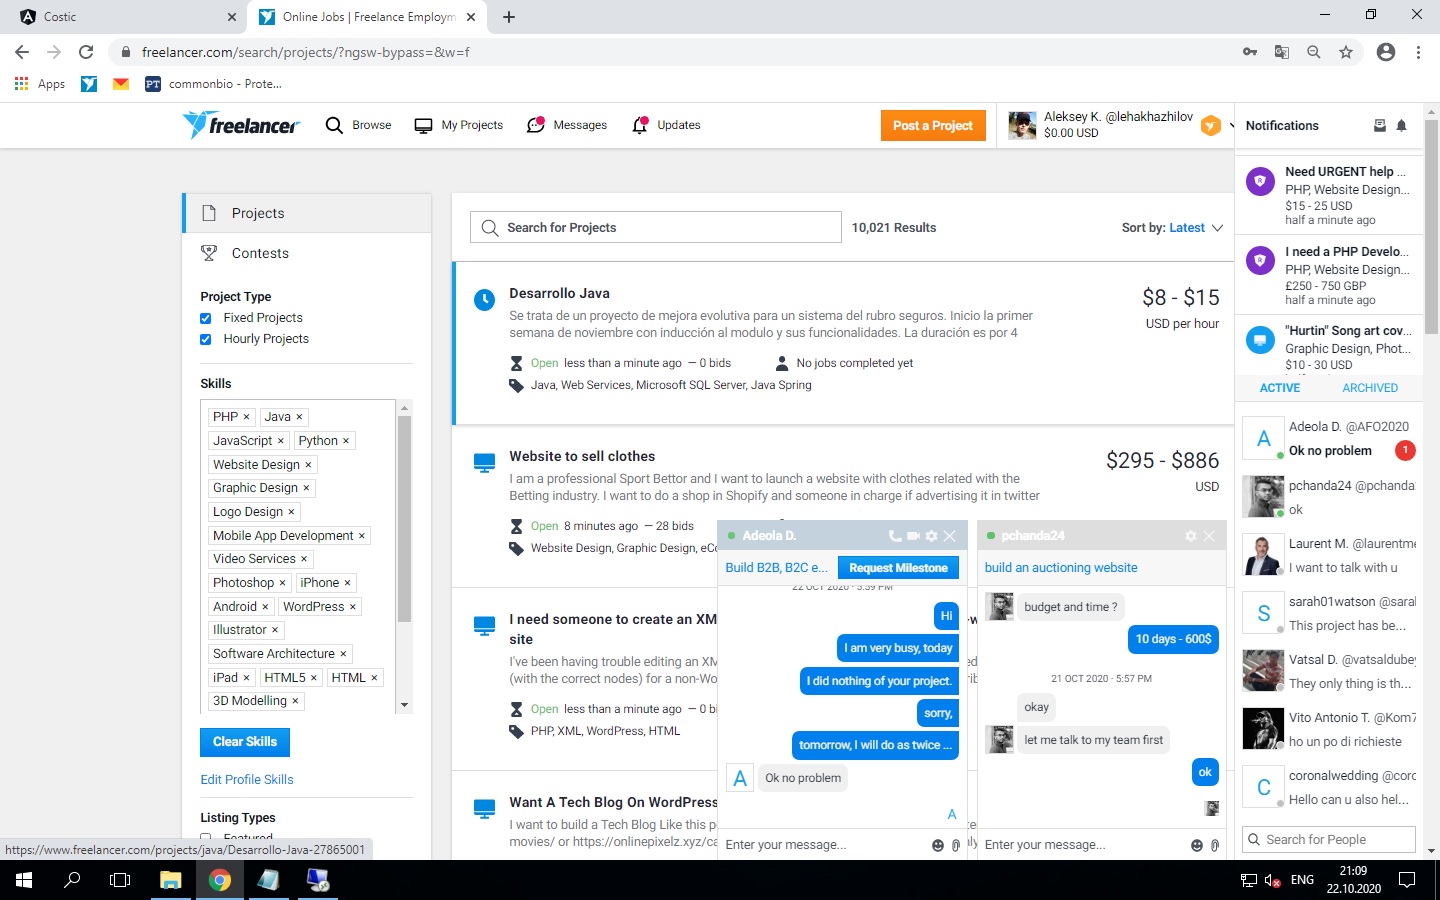 Costic
Online Jobs | Freelance Employm
freelancer.com/search/projects/?ngsw-bypass=&w=f
Apps
PT
commonbio - Prote...
freelancer
Browse
My Projects
Messages
Updates
Post a Project
Aleksey K. @lehakhazhilov
$0.00 USD
Projects
Contests
Project Type
Fixed Projects
Hourly Projects
Skills
PHP × Java ×
JavaScript × Python ×
Website Design ×
Graphic Design ×
Logo Design ×
Mobile App Development ×
Video Services ×
Photoshop × iPhone ×
Android × WordPress ×
Illustrator ×
Software Architecture ×
iPad × HTML5 × HTML ×
3D Modelling ×
Clear Skills
Edit Profile Skills
Listing Types
Featured
https://www.freelancer.com/projects/java/Desarrollo-Java-27865001
Search for Projects
10,021 Results
Sort by: Latest
Desarrollo Java
$8 - $15
USD per hour
Se trata de un proyecto de mejora evolutiva para un sistema del rubro seguros. Inicio la primer
semana de noviembre con inducción al modulo y sus funcionalidades. La duración es por 4
Open less than a minute ago — 0 bids
No jobs completed yet
Java, Web Services, Microsoft SQL Server, Java Spring
Website to sell clothes
$295 - $886
USD
I am a professional Sport Bettor and I want to launch a website with clothes related with the
Betting industry. I want to do a shop in Shopify and someone in charge if advertising it in twitter
Open 8 minutes ago — 28 bids
Website Design, Graphic Design, eCo
I need someone to create an XM
site
I've been having trouble editing an XM
(with the correct nodes) for a non-Wo
Open less than a minute ago — 0 bi
PHP, XML, WordPress, HTML
Want A Tech Blog On WordPress
I want to build a Tech Blog Like this p
movies/ or https://onlinepixelz.xyz/ca
Adeola D.
Build B2B, B2C e...
Request Milestone
22 OCT 2020 · 5:59 PM
Hi
I am very busy, today
I did nothing of your project.
sorry,
tomorrow, I will do as twice ...
A
Ok no problem
A
Enter your message...
pchanda24
build an auctioning website
budget and time ?
10 days - 600$
21 OCT 2020 · 5:57 PM
okay
let me talk to my team first
ok
Enter your message...
Notifications
Need URGENT help ...
PHP, Website Design...
$15 - 25 USD
half a minute ago
I need a PHP Develo...
PHP, Website Design...
£250 - 750 GBP
half a minute ago
"Hurtin" Song art cov...
Graphic Design, Phot...
$10 - 30 USD
ACTIVE
ARCHIVED
A
Adeola D. @AFO2020
Ok no problem
1
pchanda24 @pchanda
ok
Laurent M. @laurentme
I want to talk with u
S
sarah01watson @saral
This project has be...
Vatsal D. @vatsaldubey
They only thing is th...
Vito Antonio T. @Kom7
ho un po di richieste
C
coronalwedding @coro
Hello can u also hel...
Search for People
ENG
21:09
22.10.2020